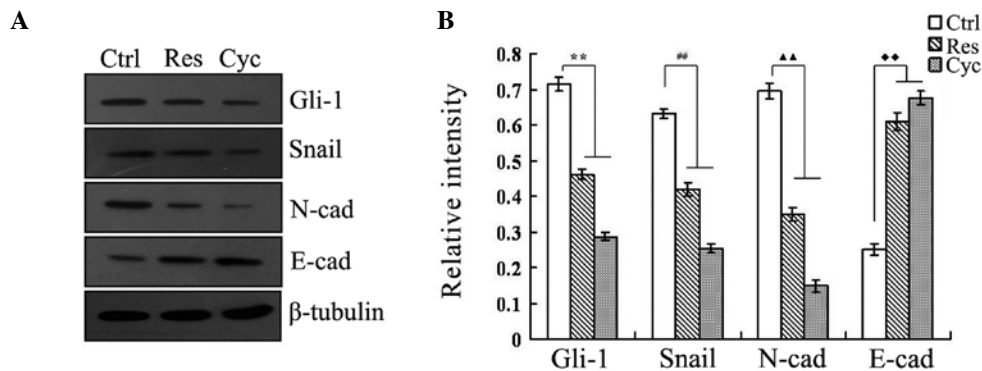 A
Ctrl Res Cyc
Gli-1
Snail
N-cad
E-cad
β-tubulin
B
Ctrl
Res
Cyc
** ## ▲▲ ◆◆
Relative intensity
0.8
0.7
0.6
0.5
0.4
0.3
0.2
0.1
0
Gli-1 Snail N-cad E-cad